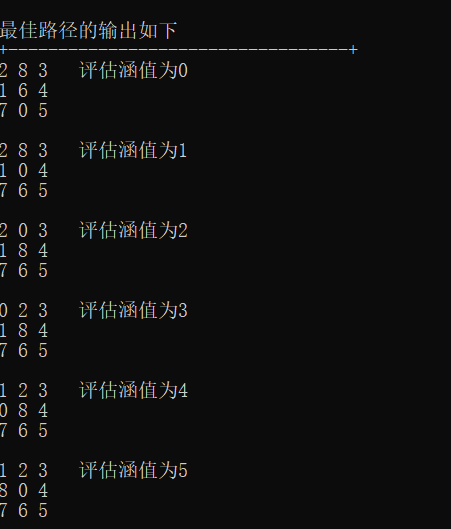 最佳路径的输出如下
+----------------------------------+
2 8 3   评估涵值为0
1 6 4
7 0 5
2 8 3   评估涵值为1
1 0 4
7 6 5
2 0 3   评估涵值为2
1 8 4
7 6 5
0 2 3   评估涵值为3
1 8 4
7 6 5
1 2 3   评估涵值为4
0 8 4
7 6 5
1 2 3   评估涵值为5
8 0 4
7 6 5